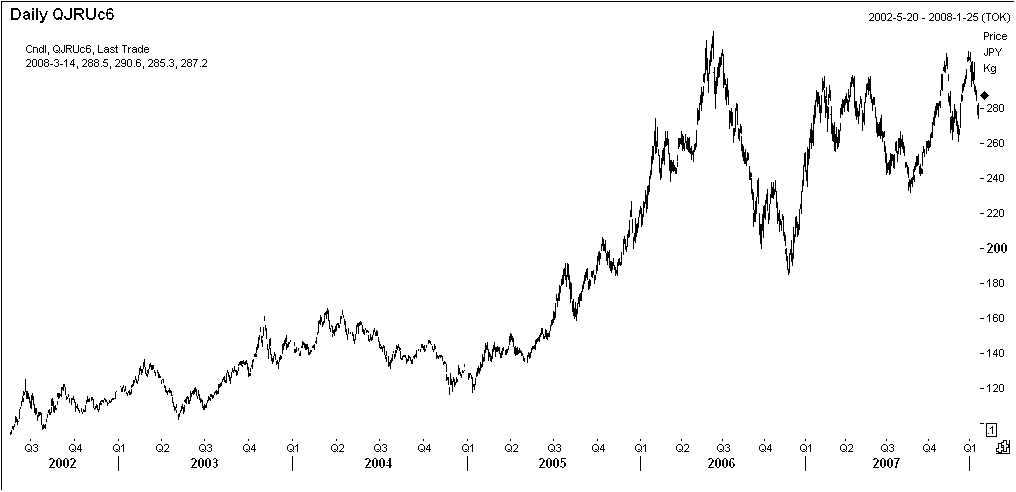 Daily QJRUc6
2002-5-20 - 2008-1-25 (TOK)
Cndl, QJRUc6, Last Trade
2008-3-14, 288.5, 290.6, 285.3, 287.2
Price
JPY
Kg
280
260
240
220
200
180
160
140
120
1
Q3 Q4 Q1 Q2 Q3 Q4 Q1 Q2 Q3 Q4 Q1 Q2 Q3 Q4 Q1 Q2 Q3 Q4 Q1 Q2 Q3 Q4 Q1
2002 2003 2004 2005 2006 2007